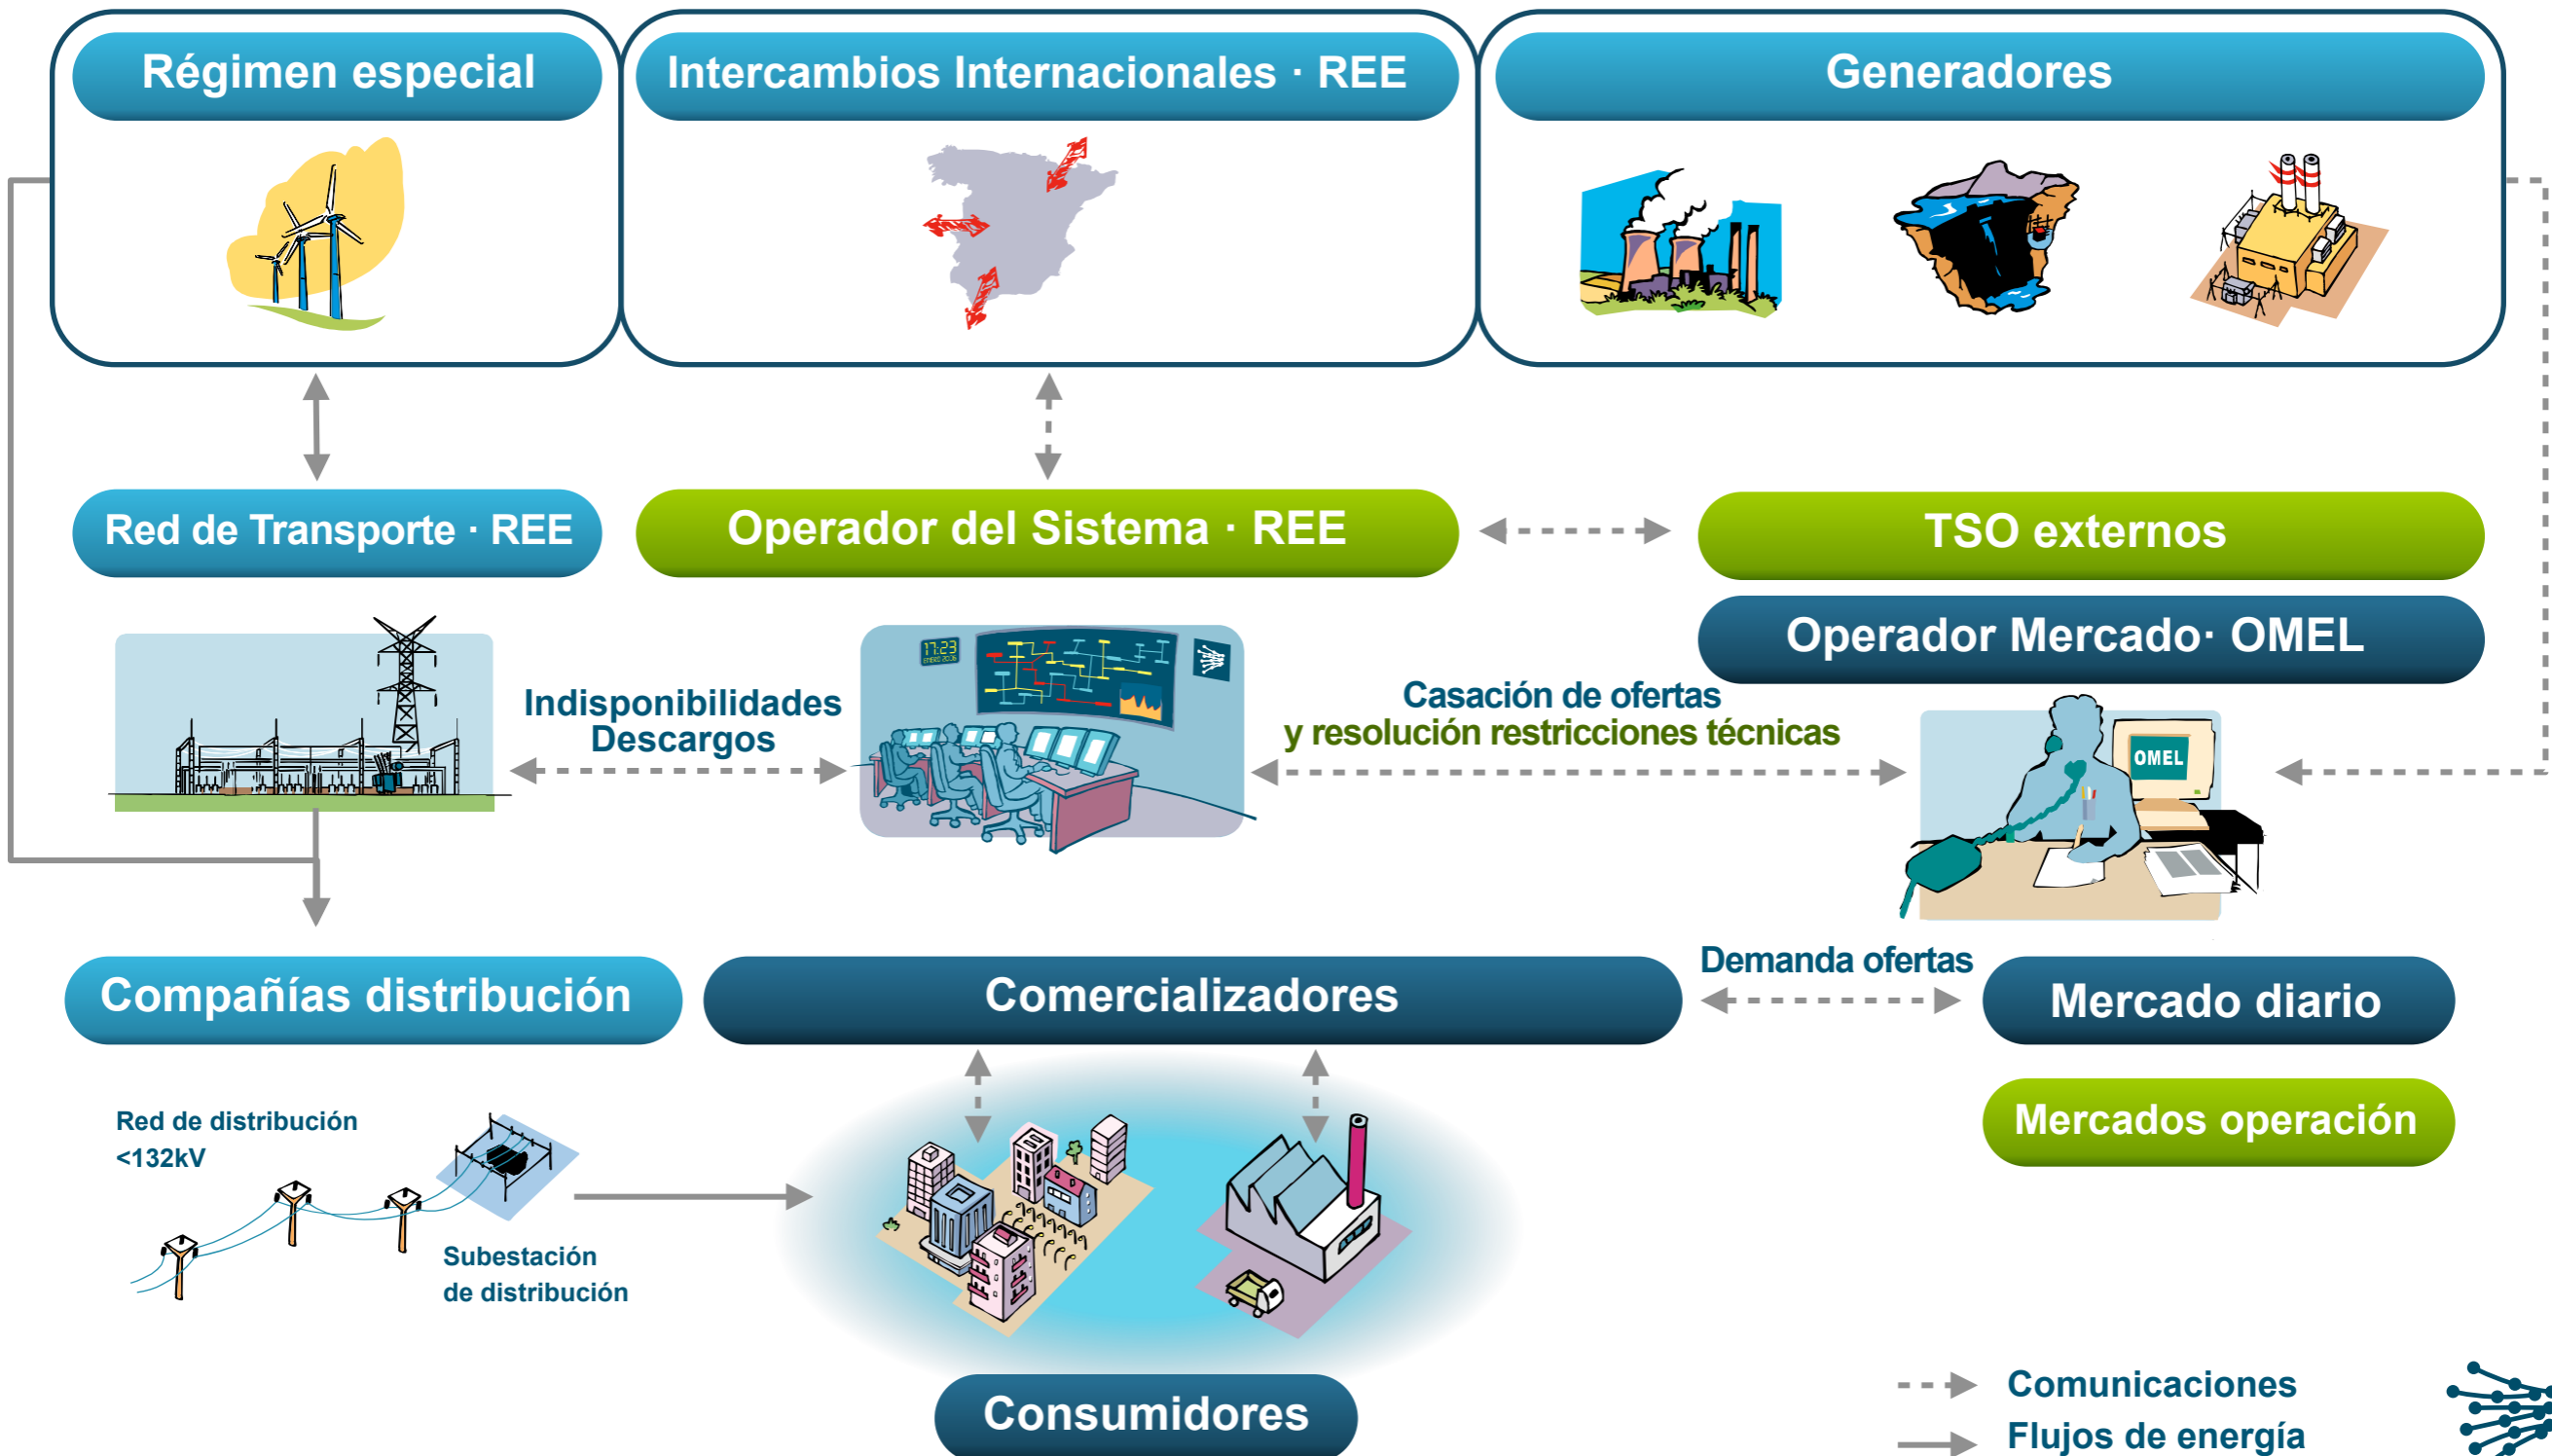 Régimen especial
Intercambios Internacionales · REE
Generadores
Red de Transporte · REE
Operador del Sistema · REE
TSO externos
Operador Mercado· OMEL
17:23
ENERO 2006
Indisponibilidades
Descargos
Casación de ofertas
y resolución restricciones técnicas
OMEL
Compañías distribución
Comercializadores
Demanda ofertas
Mercado diario
Mercados operación
Red de distribución
<132kV
Subestación
de distribución
Consumidores
Comunicaciones
Flujos de energía